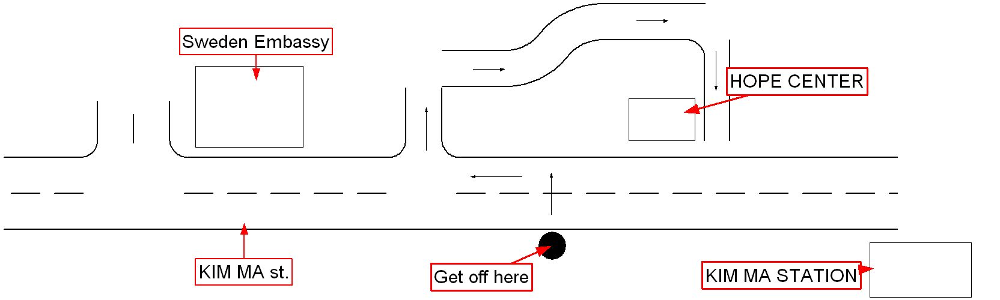 Sweden Embassy
HOPE CENTER
KIM MA st.
Get off here
KIM MA STATION